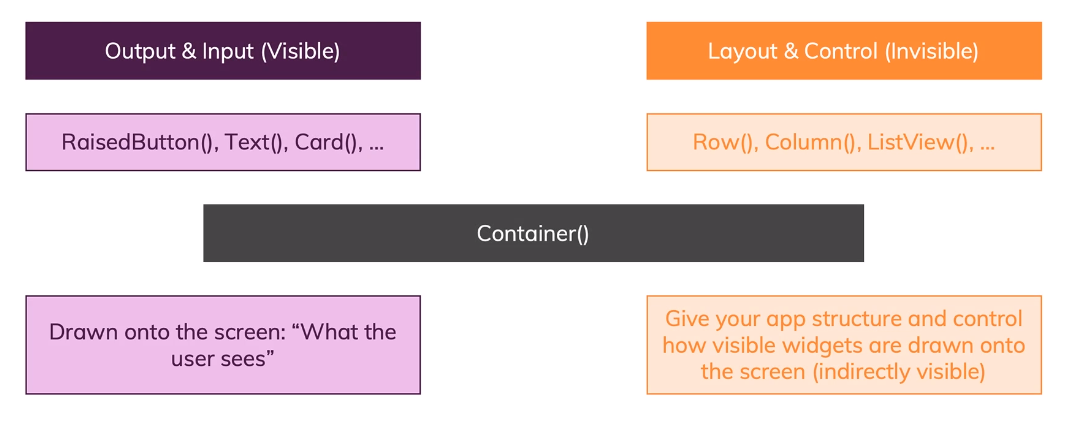 Output & Input (Visible)
Layout & Control (Invisible)
RaisedButton(), Text(), Card(), ...
Row(), Column(), ListView(), ...
Container()
Drawn onto the screen: “What the
user sees”
Give your app structure and control
how visible widgets are drawn onto
the screen (indirectly visible)